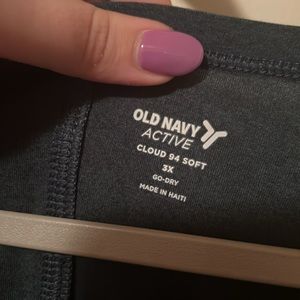 OLD NAVY
ACTIVE
CLOUD 94 SOFT
3X
GO-DRY
MADE IN HAITI